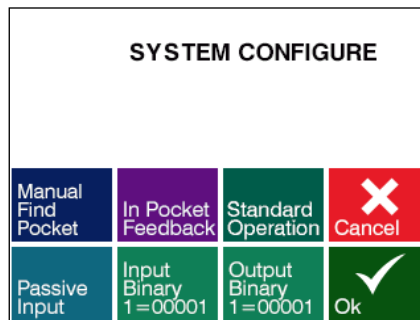 SYSTEM CONFIGURE
Manual
Find
Pocket
In Pocket
Feedback
Standard
Operation
Cancel
Passive
Input
Input
Binary
1=00001
Output
Binary
1=00001
Ok